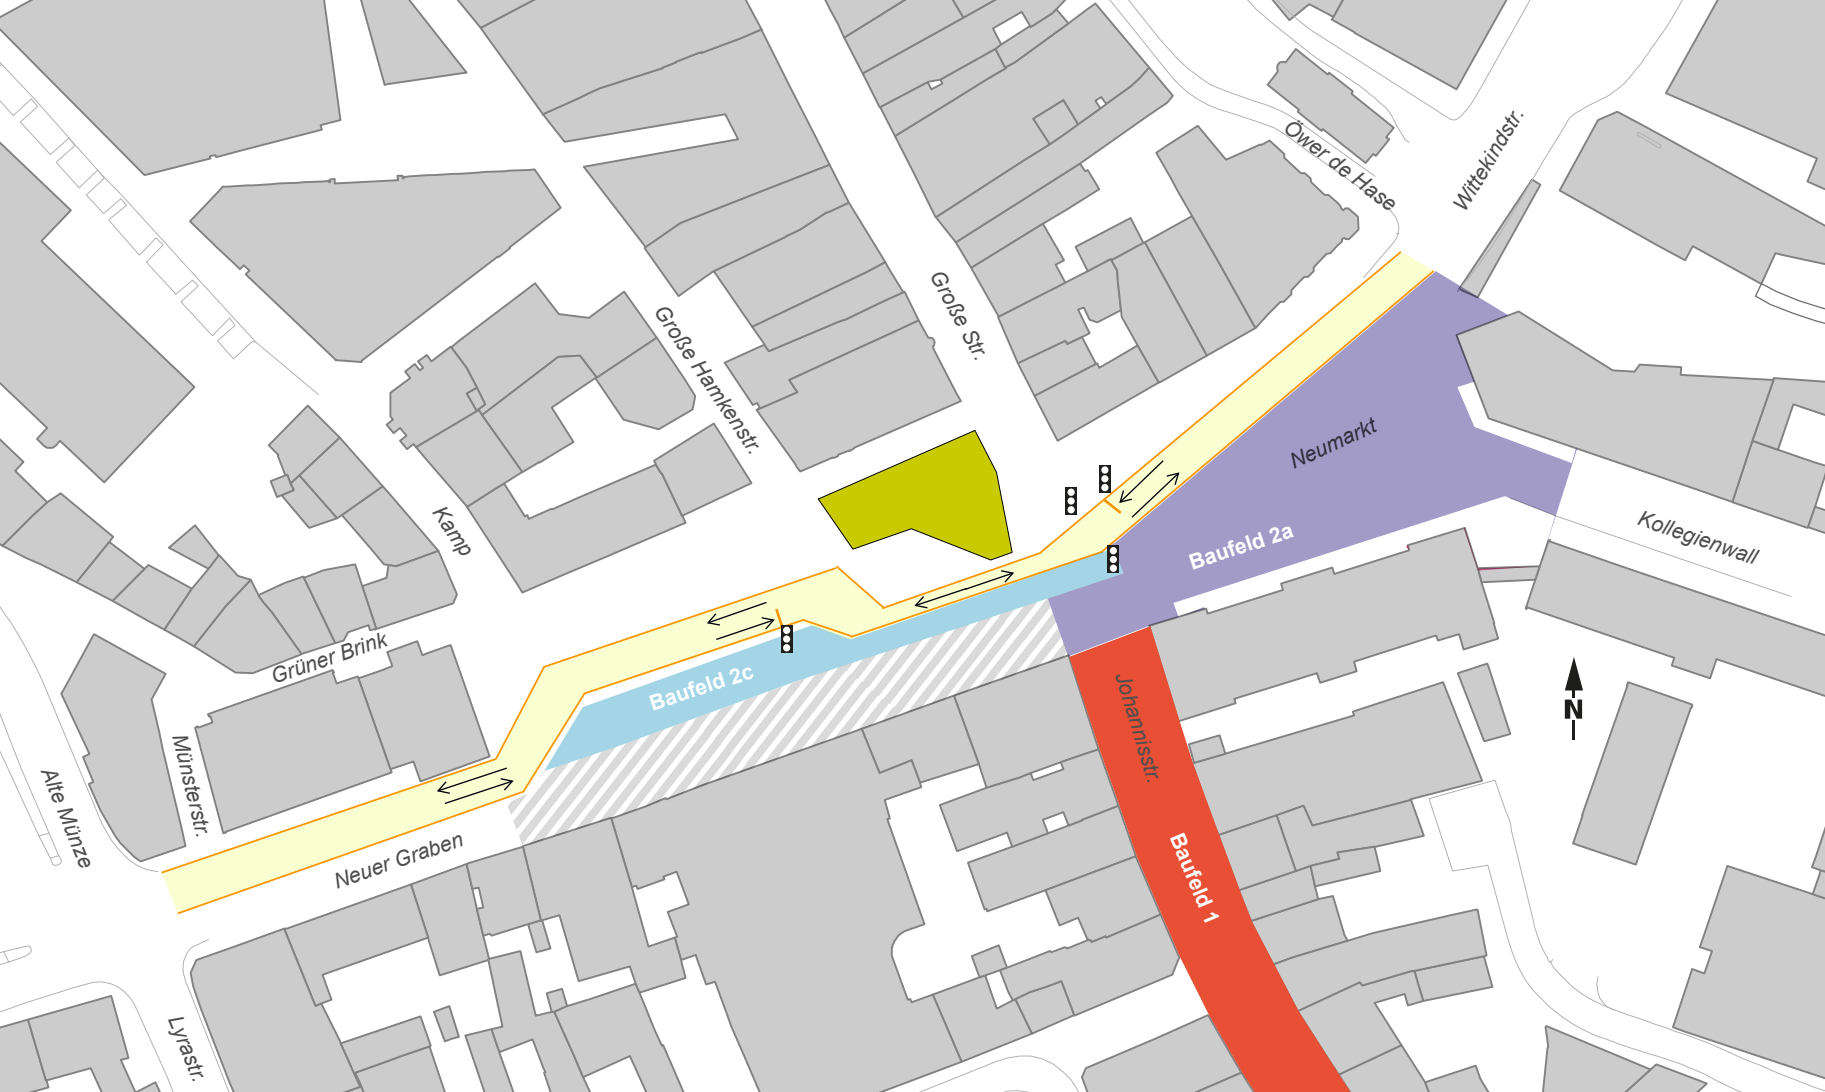 Öwer de Hase
Wittekindstr.
Große Str.
Große Hamkenstr.
Neumarkt
Kamp
Baufeld 2a
Kollegienwall
Grüner Brink
Baufeld 2c
Johannisstr.
N
Münsterstr.
Alte Münze
Neuer Graben
Baufeld 1
Lyrastr.